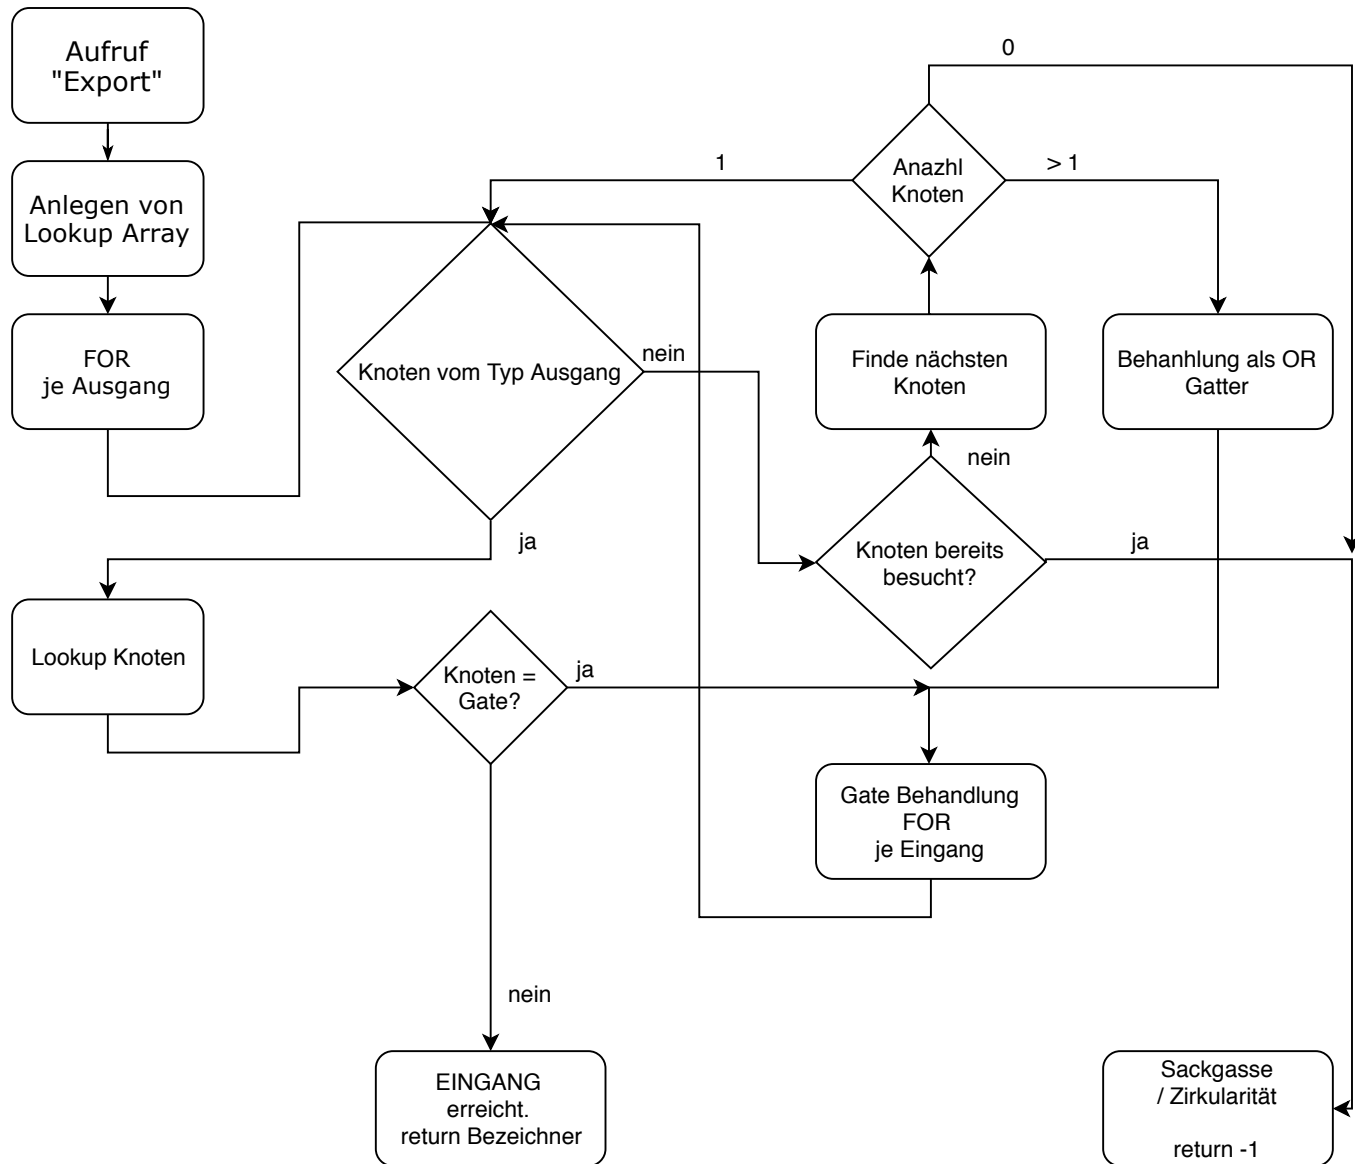 Aufruf
"Export"
Anlegen von
Lookup Array
FOR
je Ausgang
Knoten vom Typ Ausgang
nein
ja
1
0
Anazhl
Knoten
> 1
Finde nächsten
Knoten
Behanhlung als OR
Gatter
nein
Knoten bereits
besucht?
ja
Lookup Knoten
Knoten =
Gate?
ja
Gate Behandlung
FOR
je Eingang
nein
EINGANG
erreicht.
return Bezeichner
Sackgasse
/ Zirkularität
return -1